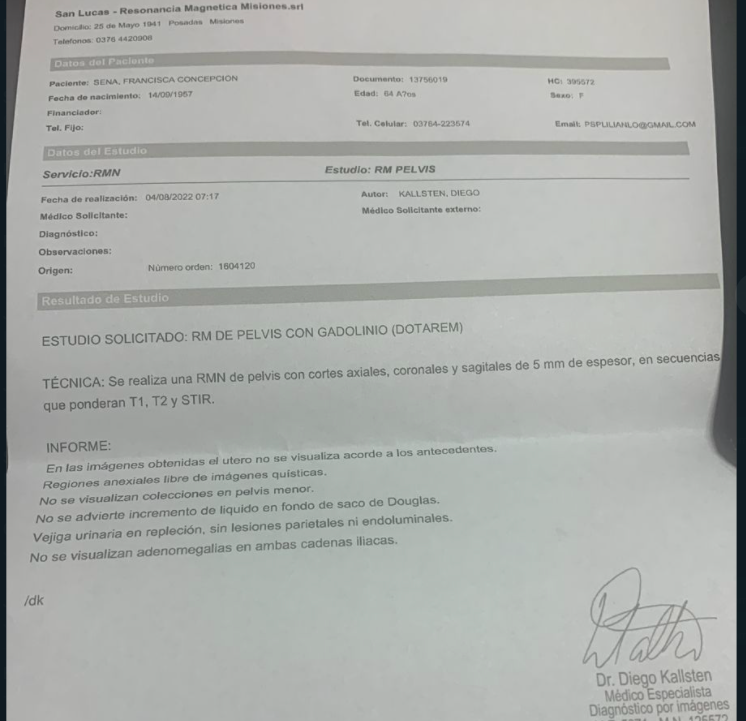 San Lucas - Resonancia Magnetica Misiones.srl
Domicilio: 25 de Mayo 1941 Posadas Misiones
Telefonos: 0376 4420908
Datos del Paciente
Paciente: SENA, FRANCISCA CONCEPCION Documento: 13756019 HC: 395572
Fecha de nacimiento: 14/09/1957 Edad: 64 A?os Sexo: F
Financiador:
Tel. Fijo: Tel. Celular: 03764-223574 Email: PSPLILIANLO@GMAIL.COM
Datos del Estudio
Servicio:RMN Estudio: RM PELVIS
Fecha de realización: 04/08/2022 07:17 Autor: KALLSTEN, DIEGO
Médico Solicitante: Médico Solicitante externo:
Diagnóstico:
Observaciones:
Origen: Número orden: 1604120
Resultado de Estudio
ESTUDIO SOLICITADO: RM DE PELVIS CON GADOLINIO (DOTAREM)
TÉCNICA: Se realiza una RMN de pelvis con cortes axiales, coronales y sagitales de 5 mm de espesor, en secuencias
que ponderan T1, T2 y STIR.
INFORME:
En las imágenes obtenidas el utero no se visualiza acorde a los antecedentes.
Regiones anexiales libre de imágenes quísticas.
No se visualizan colecciones en pelvis menor.
No se advierte incremento de liquido en fondo de saco de Douglas.
Vejiga urinaria en repleción, sin lesiones parietales ni endoluminales.
No se visualizan adenomegalias en ambas cadenas iliacas.
/dk
Dr. Diego Kallsten
Médico Especialista
Diagnóstico por imágenes